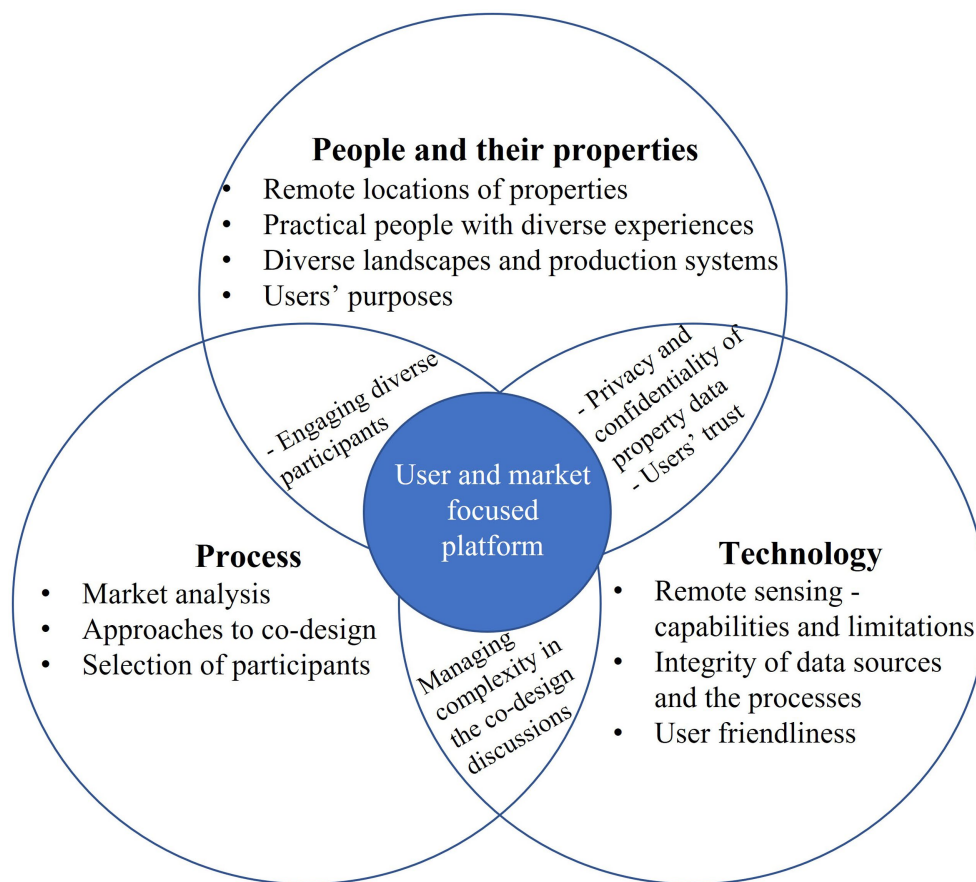 People and their properties
• Remote locations of properties
• Practical people with diverse experiences
• Diverse landscapes and production systems
• Users’ purposes
- Engaging diverse
participants
- Privacy and
confidentiality of
property data
- Users’ trust
User and market
focused
platform
Process
• Market analysis
• Approaches to co-design
• Selection of participants
Technology
• Remote sensing -
capabilities and limitations
• Integrity of data sources
and the processes
• User friendliness
Managing
complexity in
the co-design
discussions